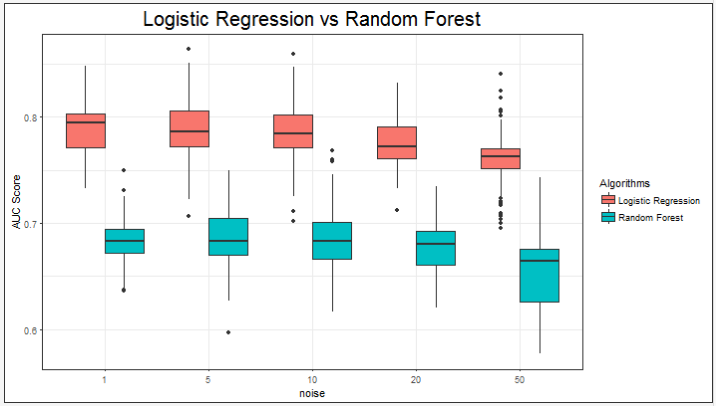 Logistic Regression vs Random Forest
AUC Score
0.8
0.7
0.6
1 5 10 20 50
noise
Algorithms
Logistic Regression
Random Forest